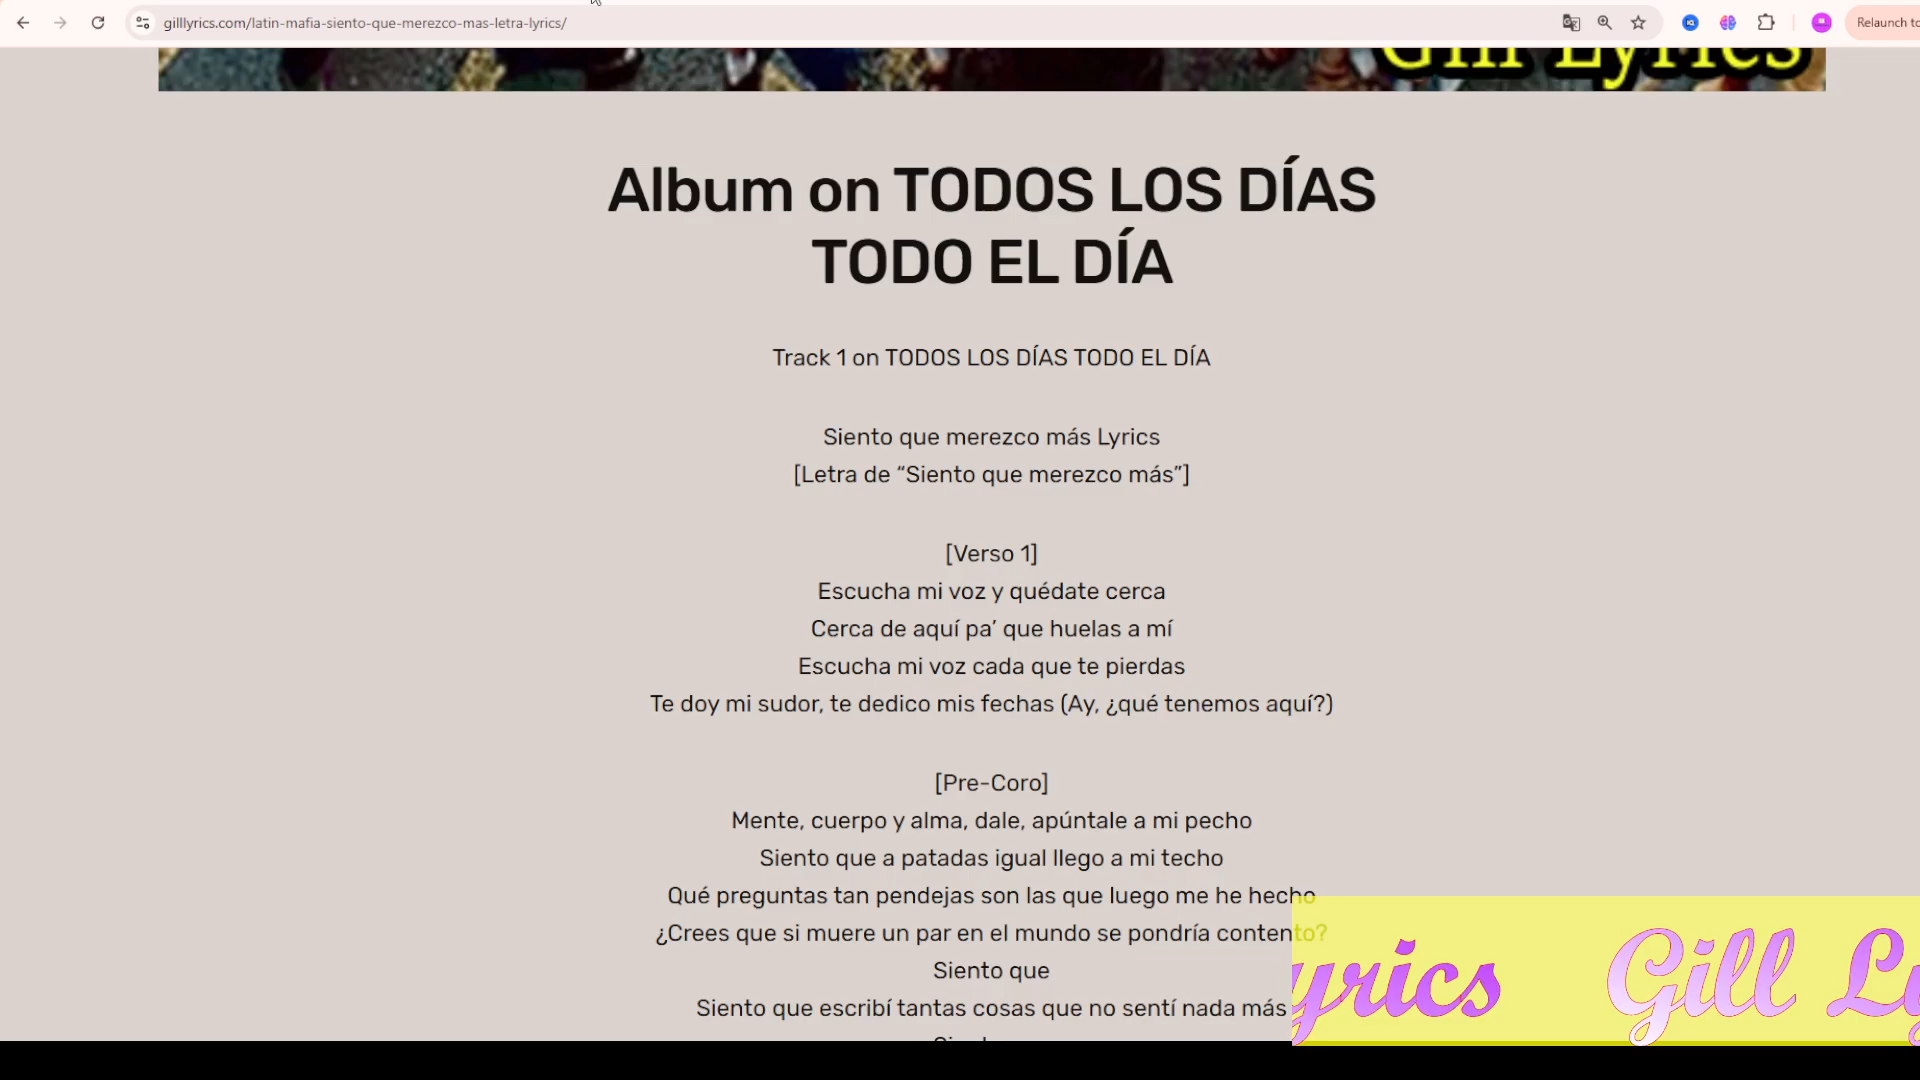 gilllyrics.com/latin-mafia-siento-que-merezco-mas-letra-lyrics/
Relaunch to
Gill Lyrics
Album on TODOS LOS DÍAS
TODO EL DÍA
Track 1 on TODOS LOS DÍAS TODO EL DÍA
Siento que merezco más Lyrics
[Letra de “Siento que merezco más”]
[Verso 1]
Escucha mi voz y quédate cerca
Cerca de aquí pa’ que huelas a mí
Escucha mi voz cada que te pierdas
Te doy mi sudor, te dedico mis fechas (Ay, ¿qué tenemos aquí?)
[Pre-Coro]
Mente, cuerpo y alma, dale, apúntale a mi pecho
Siento que a patadas igual llego a mi techo
Qué preguntas tan pendejas son las que luego me he hecho
¿Crees que si muere un par en el mundo se pondría contento?
Siento que
Siento que escribí tantas cosas que no sentí nada más
yrics Gill Ly